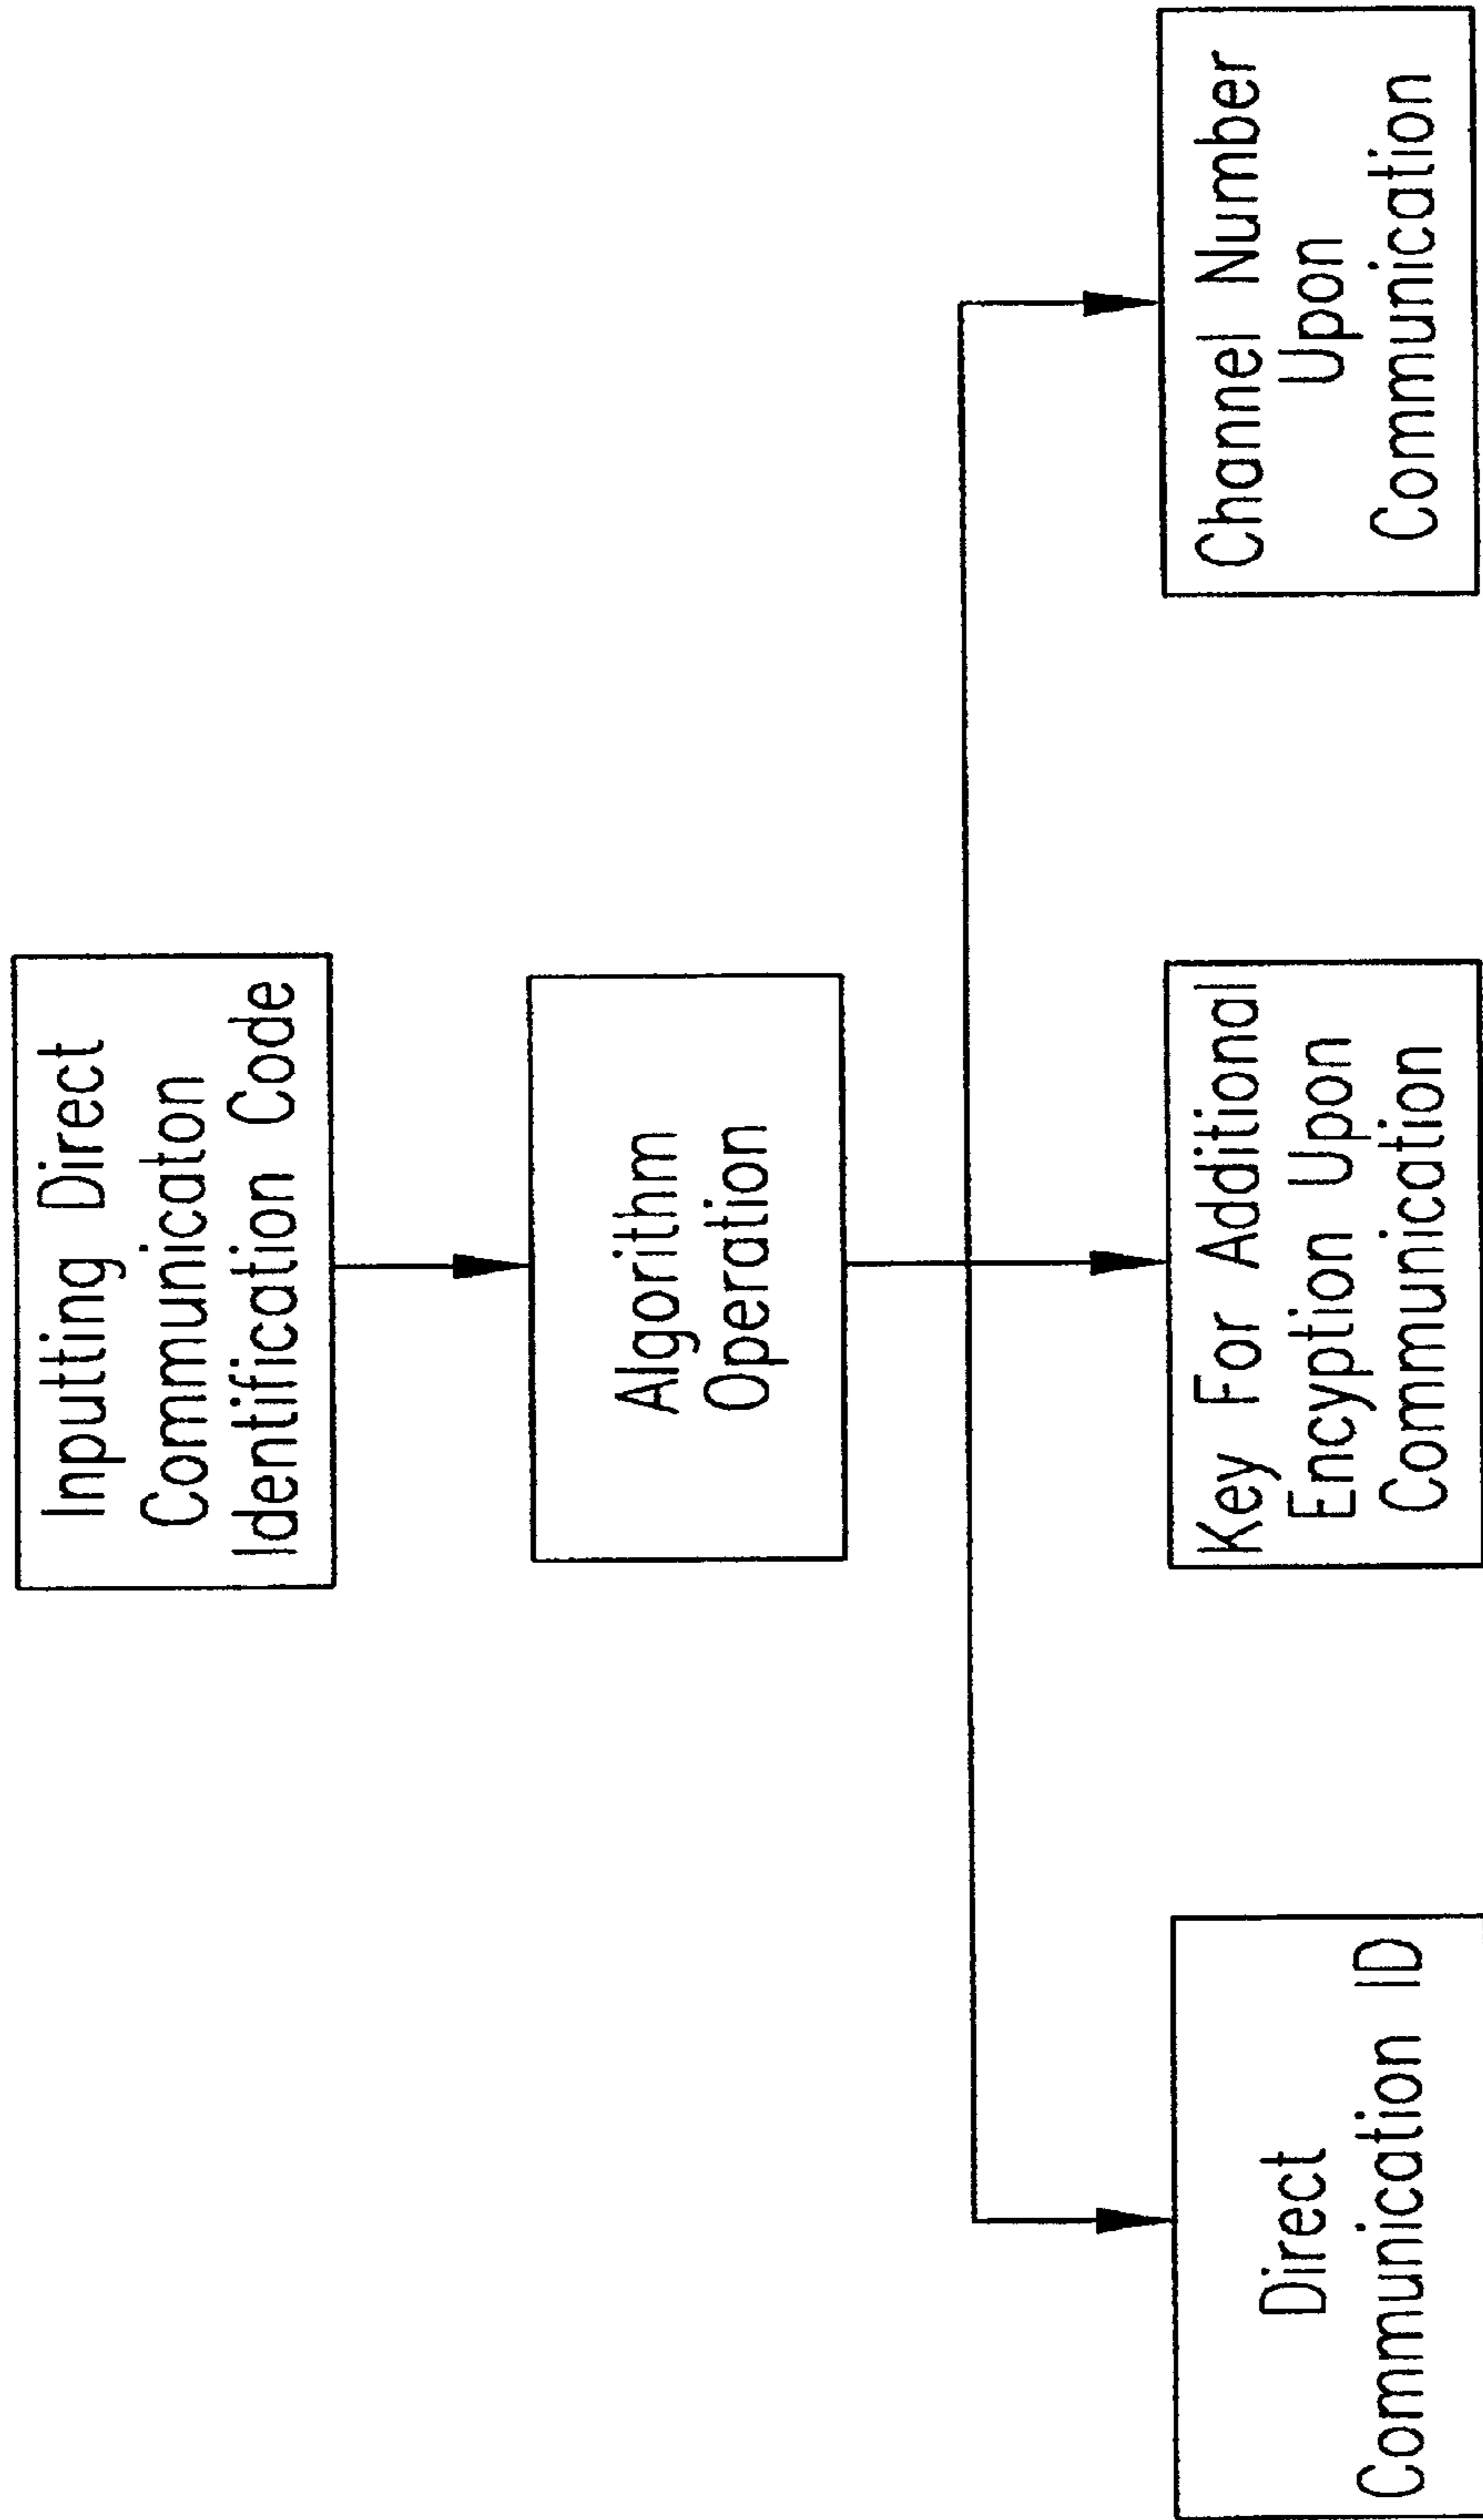 Inputting Direct
Communicaton
Identification Code
Algorithm
Operation
Direct
Communication ID
Key For Additional
Encyption Upon
Communication
Channel Number
Upon
Communication